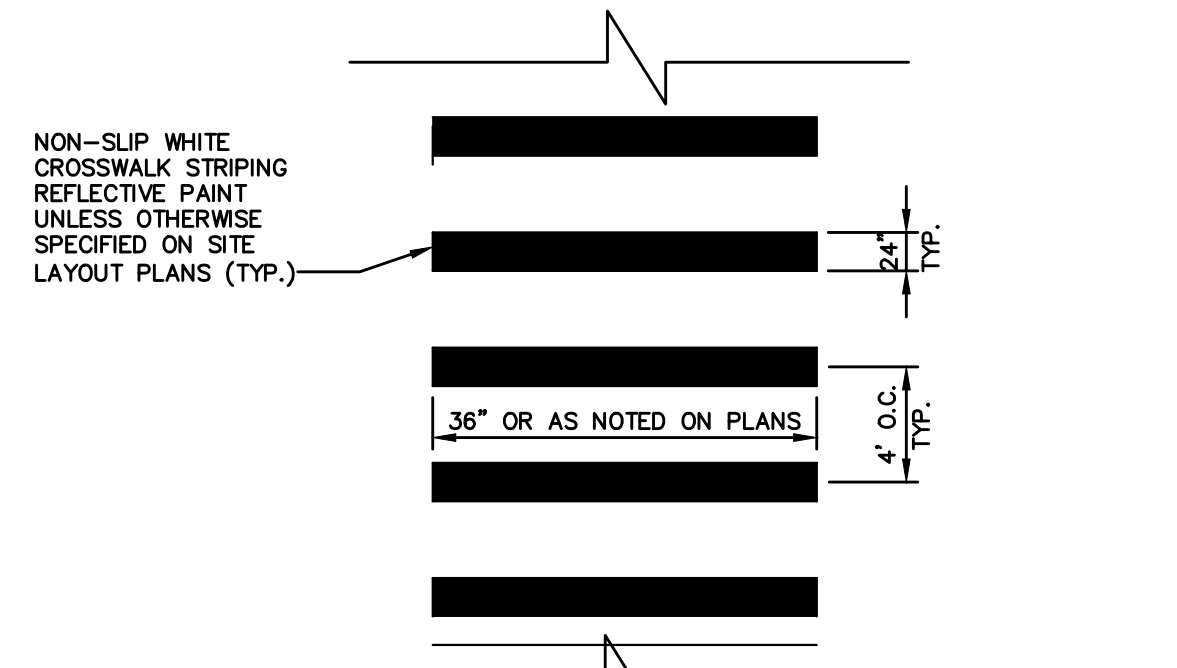 NON-SLIP WHITE
CROSSWALK STRIPING
REFLECTIVE PAINT
UNLESS OTHERWISE
SPECIFIED ON SITE
LAYOUT PLANS (TYP.)
24"
TYP.
36" OR AS NOTED ON PLANS
4' O.C.
TYP.